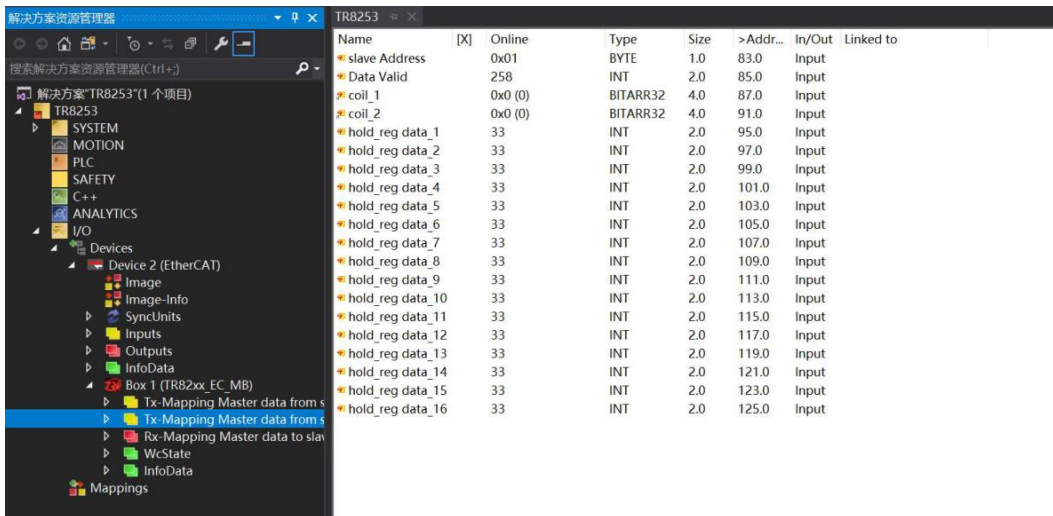 解决方案资源管理器
搜索解决方案资源管理器(Ctrl+;)
解决方案"TR8253"(1 个项目)
TR8253
SYSTEM
MOTION
PLC
SAFETY
C++
ANALYTICS
I/O
Devices
Device 2 (EtherCAT)
Image
Image-Info
SyncUnits
Inputs
Outputs
InfoData
Box 1 (TR82xx_EC_MB)
Tx-Mapping Master data from s
Tx-Mapping Master data from s
Rx-Mapping Master data to slav
WcState
InfoData
Mappings
TR8253
Name [X] Online Type Size >Addr... In/Out Linked to
slave Address 0x01 BYTE 1.0 83.0 Input
Data Valid 258 INT 2.0 85.0 Input
coil_1 0x0 (0) BITARR32 4.0 87.0 Input
coil_2 0x0 (0) BITARR32 4.0 91.0 Input
hold_reg data_1 33 INT 2.0 95.0 Input
hold_reg data_2 33 INT 2.0 97.0 Input
hold_reg data_3 33 INT 2.0 99.0 Input
hold_reg data_4 33 INT 2.0 101.0 Input
hold_reg data_5 33 INT 2.0 103.0 Input
hold_reg data_6 33 INT 2.0 105.0 Input
hold_reg data_7 33 INT 2.0 107.0 Input
hold_reg data_8 33 INT 2.0 109.0 Input
hold_reg data_9 33 INT 2.0 111.0 Input
hold_reg data_10 33 INT 2.0 113.0 Input
hold_reg data_11 33 INT 2.0 115.0 Input
hold_reg data_12 33 INT 2.0 117.0 Input
hold_reg data_13 33 INT 2.0 119.0 Input
hold_reg data_14 33 INT 2.0 121.0 Input
hold_reg data_15 33 INT 2.0 123.0 Input
hold_reg data_16 33 INT 2.0 125.0 Input